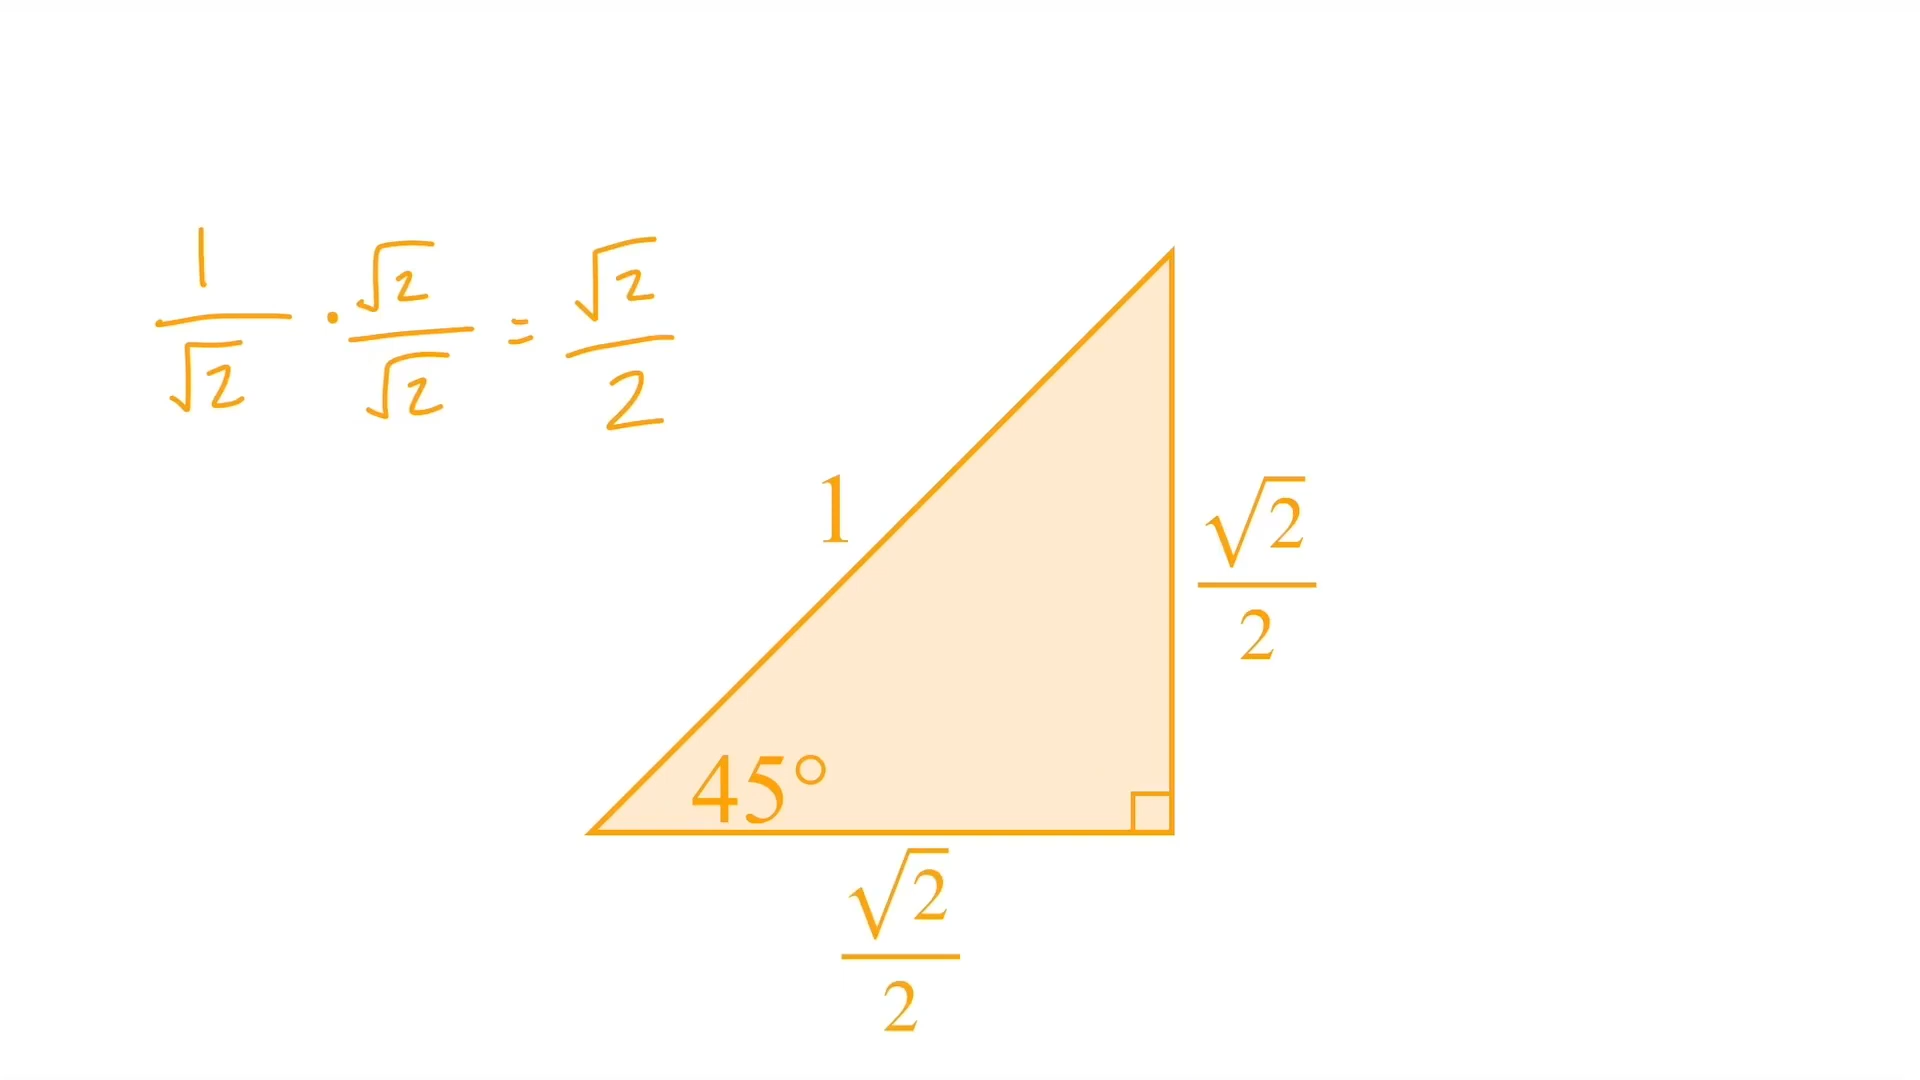 1/√2 · √2/√2 = √2/2
1
√2/2
45°
√2/2